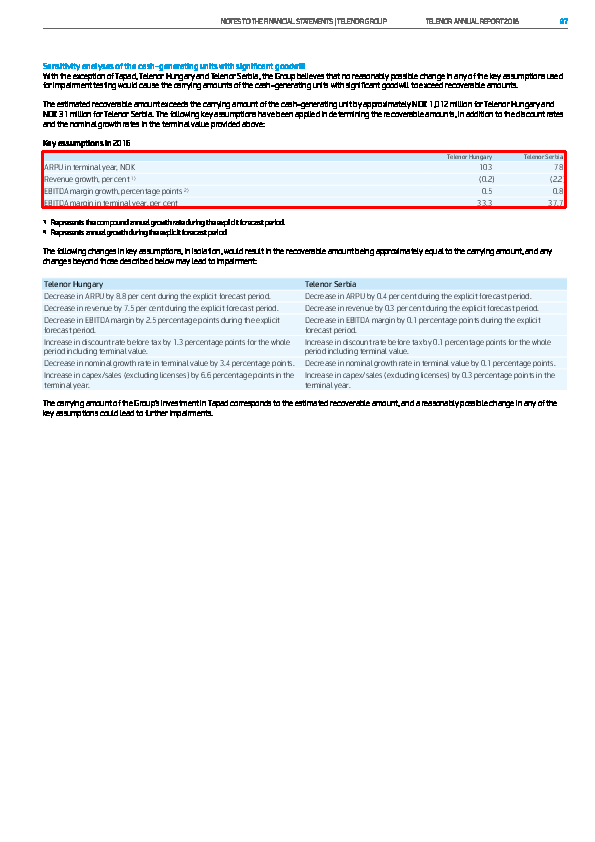 NOTES TO THE FINANCIAL STATEMENTS | TELENOR GROUP TELENOR ANNUAL REPORT 2016 87
Sensitivity analyses of the cash-generating units with significant goodwill
With the exception of Tapad, Telenor Hungary and Telenor Serbia, the Group believes that no reasonably possible change in any of the key assumptions used
for impairment testing would cause the carrying amounts of the cash-generating units with significant goodwill to exceed recoverable amounts.
The estimated recoverable amount exceeds the carrying amount of the cash-generating unit by approximately NOK 1,012 million for Telenor Hungary and
NOK 31 million for Telenor Serbia. The following key assumptions have been applied in determining the recoverable amounts, in addition to the discount rates
and the nominal growth rates in the terminal value provided above:
Key assumptions in 2016
Telenor Hungary Telenor Serbia
ARPU in terminal year, NOK 103 78
Revenue growth, per cent 1) (0.2) (2.2
EBITDA margin growth, percentage points 2) 0.5 0.8
EBITDA margin in terminal year, per cent 33.3 37.7
1) Represents the compound annual growth rate during the explicit forecast period.
2) Represents annual growth during the explicit forecast period
The following changes in key assumptions, in isolation, would result in the recoverable amount being approximately equal to the carrying amount, and any
changes beyond those described below may lead to impairment:
Telenor Hungary Telenor Serbia
Decrease in ARPU by 8.8 per cent during the explicit forecast period. Decrease in ARPU by 0.4 per cent during the explicit forecast period.
Decrease in revenue by 7.5 per cent during the explicit forecast period. Decrease in revenue by 0.3 per cent during the explicit forecast period.
Decrease in EBITDA margin by 2.5 percentage points during the explicit Decrease in EBITDA margin by 0.1 percentage points during the explicit
forecast period. forecast period.
Increase in discount rate before tax by 1.3 percentage points for the whole Increase in discount rate before tax by 0.1 percentage points for the whole
period including terminal value. period including terminal value.
Decrease in nominal growth rate in terminal value by 3.4 percentage points. Decrease in nominal growth rate in terminal value by 0.1 percentage points.
Increase in capex/sales (excluding licenses) by 6.6 percentage points in the Increase in capex/sales (excluding licenses) by 0.3 percentage points in the
terminal year. terminal year.
The carrying amount of the Group's investment in Tapad corresponds to the estimated recoverable amount, and a reasonably possible change in any of the
key assumptions could lead to further impairments.